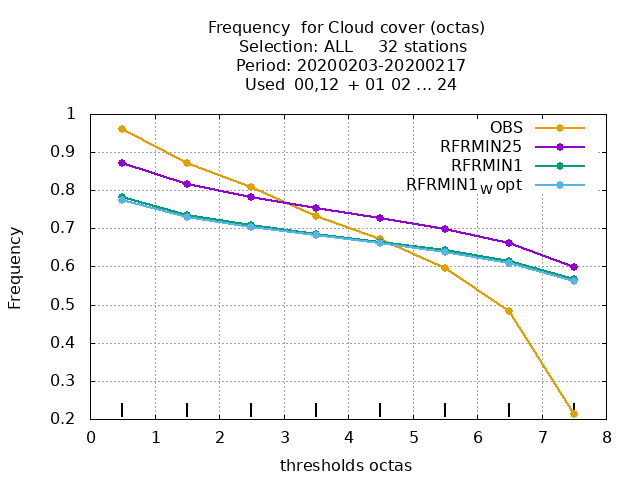 Frequency  for Cloud cover (octas)
Selection: ALL     32 stations
Period: 20200203-20200217
Used  00,12  + 01 02 ... 24
OBS
RFRMIN25
RFRMIN1
RFRMIN1w opt
Frequency
1
0.9
0.8
0.7
0.6
0.5
0.4
0.3
0.2
0 1 2 3 4 5 6 7 8
thresholds octas